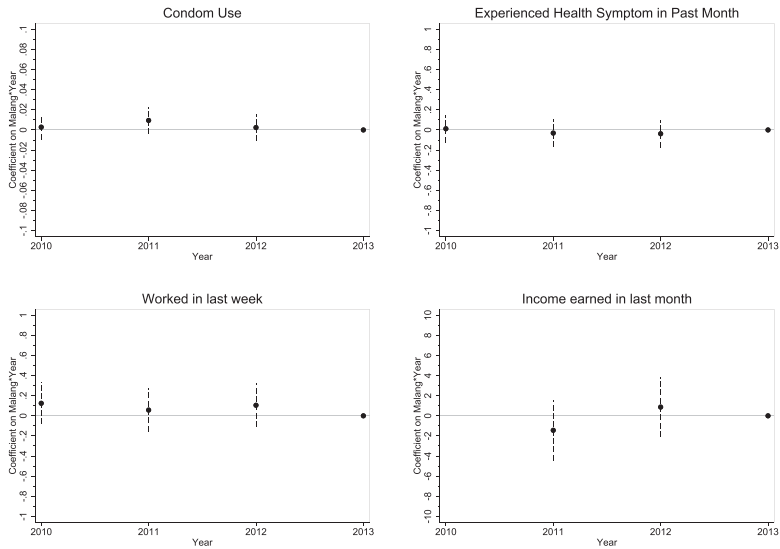 Condom Use
Coefficient on Malang*Year
.1
.08
.06
.04
.02
0
-.02
-.04
-.06
-.08
-.1
2010 2011 2012 2013
Year
Experienced Health Symptom in Past Month
Coefficient on Malang*Year
1
.8
.6
.4
.2
0
-.2
-.4
-.6
-.8
-1
2010 2011 2012 2013
Year
Worked in last week
Coefficient on Malang*Year
1
.8
.6
.4
.2
0
-.2
-.4
-.6
-.8
-1
2010 2011 2012 2013
Year
Income earned in last month
Coefficient on Malang*Year
10
8
6
4
2
0
-2
-4
-6
-8
-10
2010 2011 2012 2013
Year